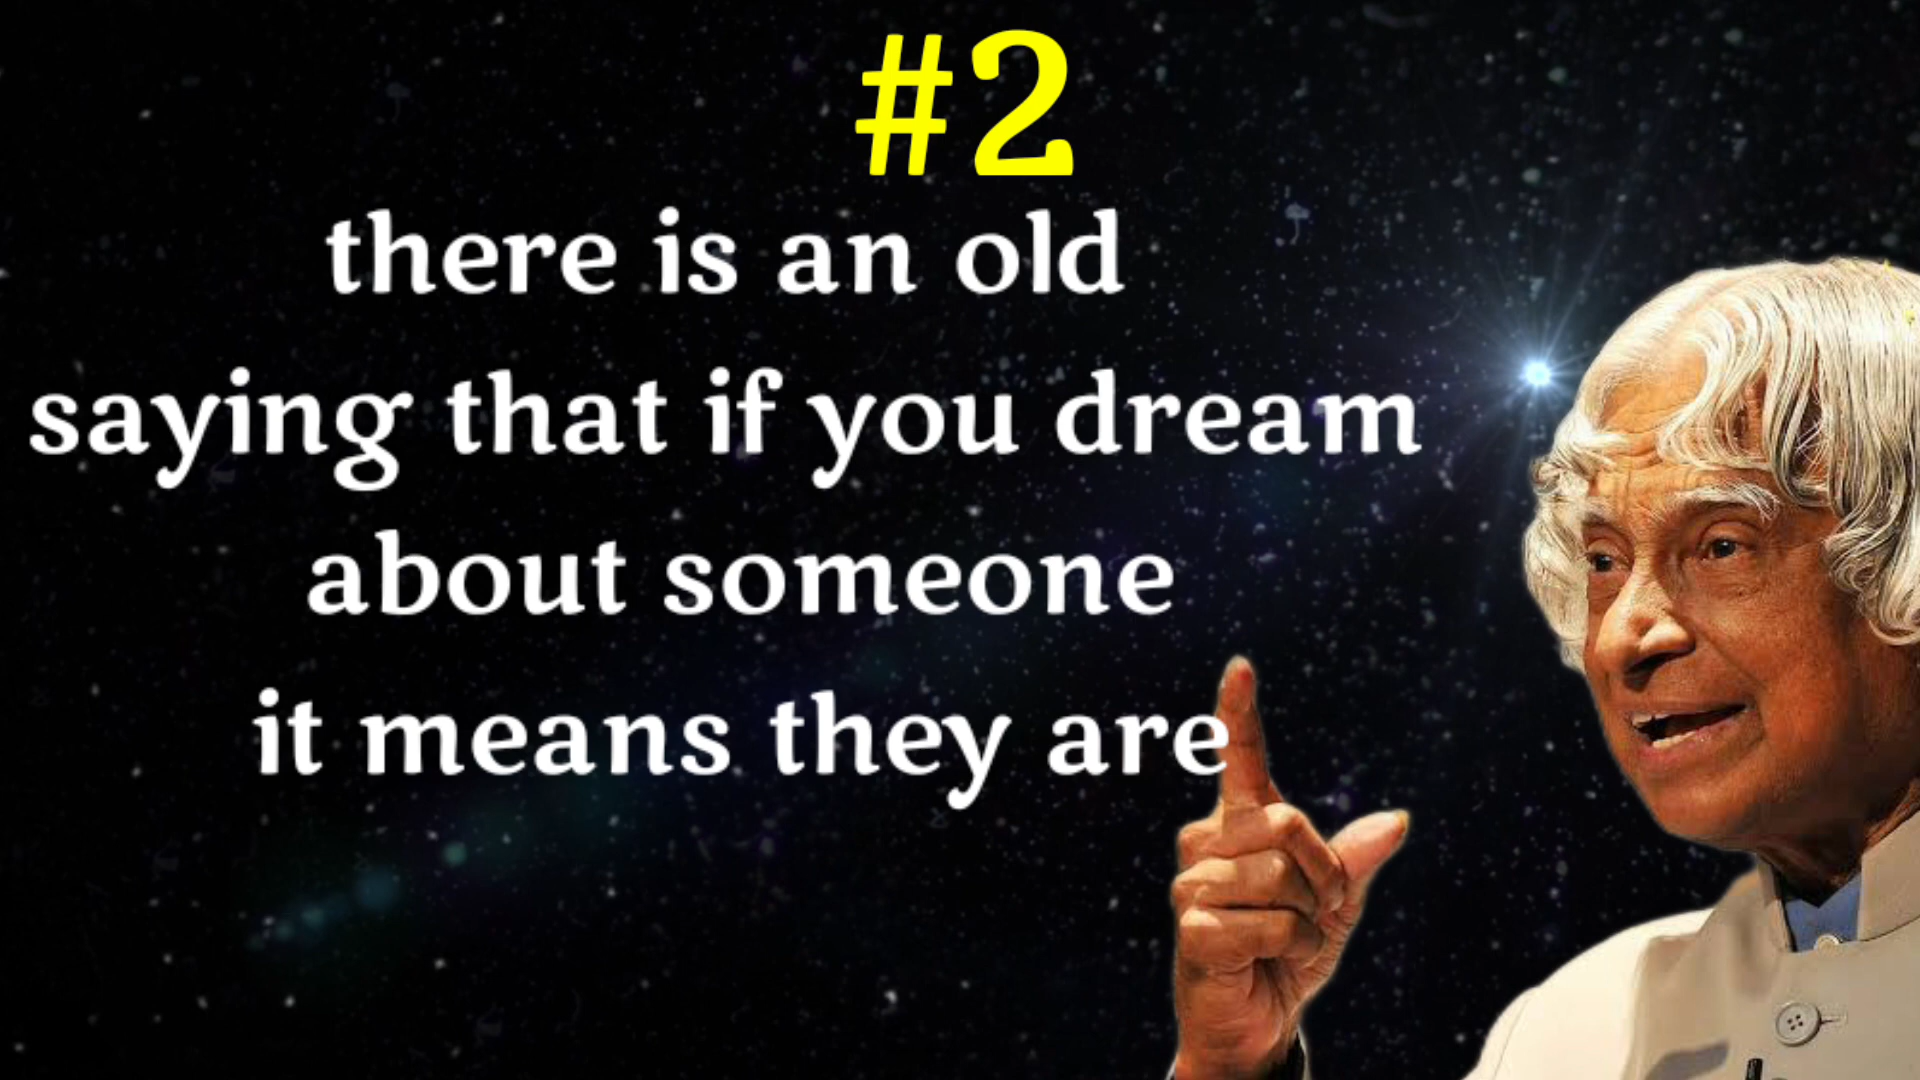 #2
there is an old
saying that if you dream
about someone
it means they are